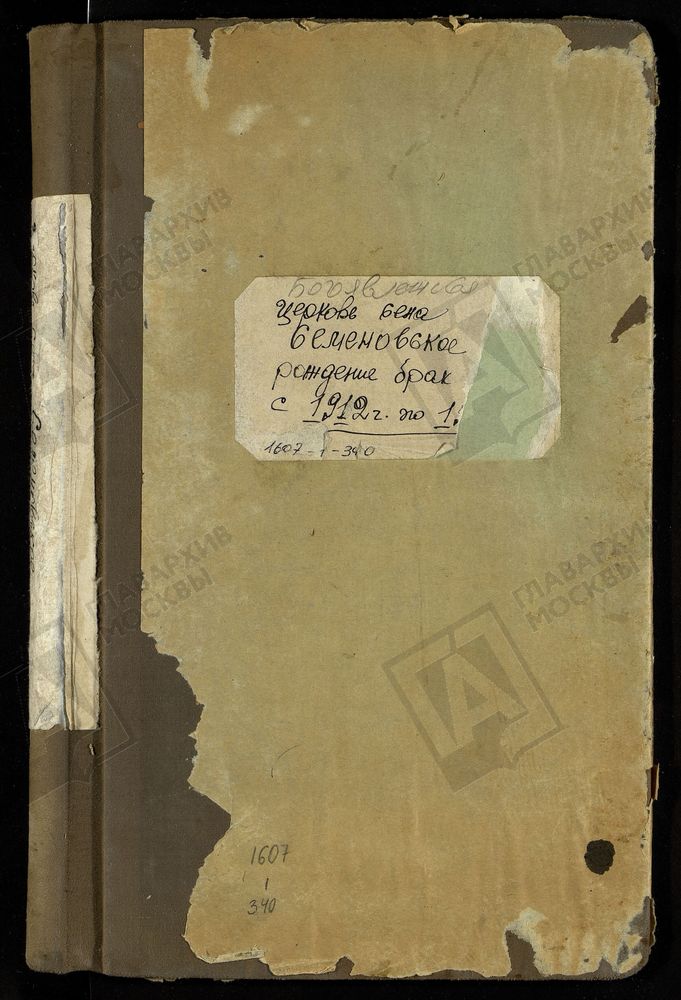 Богоявленская
церковь села
Семеновское
рождение брак
с 1912 г. по 1
1607-1-340
1607
1
340
ГЛАВАРХИВ
МОСКВЫ
ГЛАВАРХИВ
МОСКВЫ
ГЛАВАРХИВ
МОСКВЫ
ГЛАВАРХИВ
МОСКВЫ